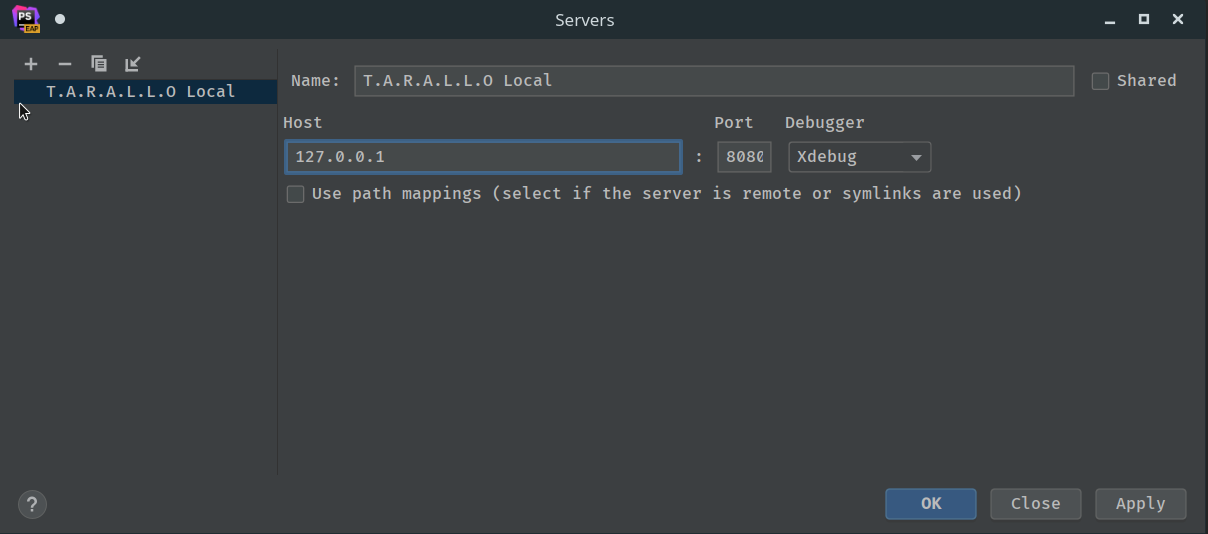 PS
EAP
Servers
T.A.R.A.L.L.O Local
Name: T.A.R.A.L.L.O Local Shared
Host Port Debugger
127.0.0.1 : 8080 Xdebug
Use path mappings (select if the server is remote or symlinks are used)
? OK Close Apply